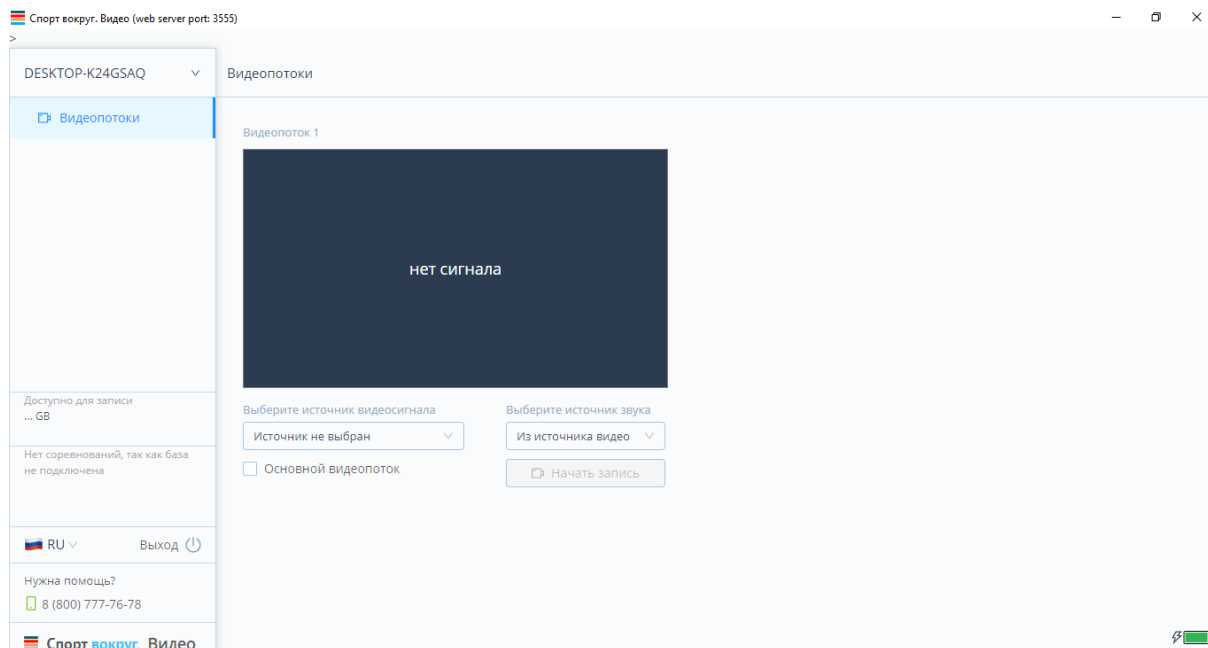 Спорт вокруг. Видео (web server port: 3555)
>
DESKTOP-K24GSAQ
Видеопотоки
Видеопотоки
Видеопоток 1
нет сигнала
Доступно для записи
... GB
Выберите источник видеосигнала
Выберите источник звука
Источник не выбран
Из источника видео
Нет соревнований, так как база
не подключена
Основной видеопоток
Начать запись
RU
Выход
Нужна помощь?
8 (800) 777-76-78
Спорт вокруг. Видео